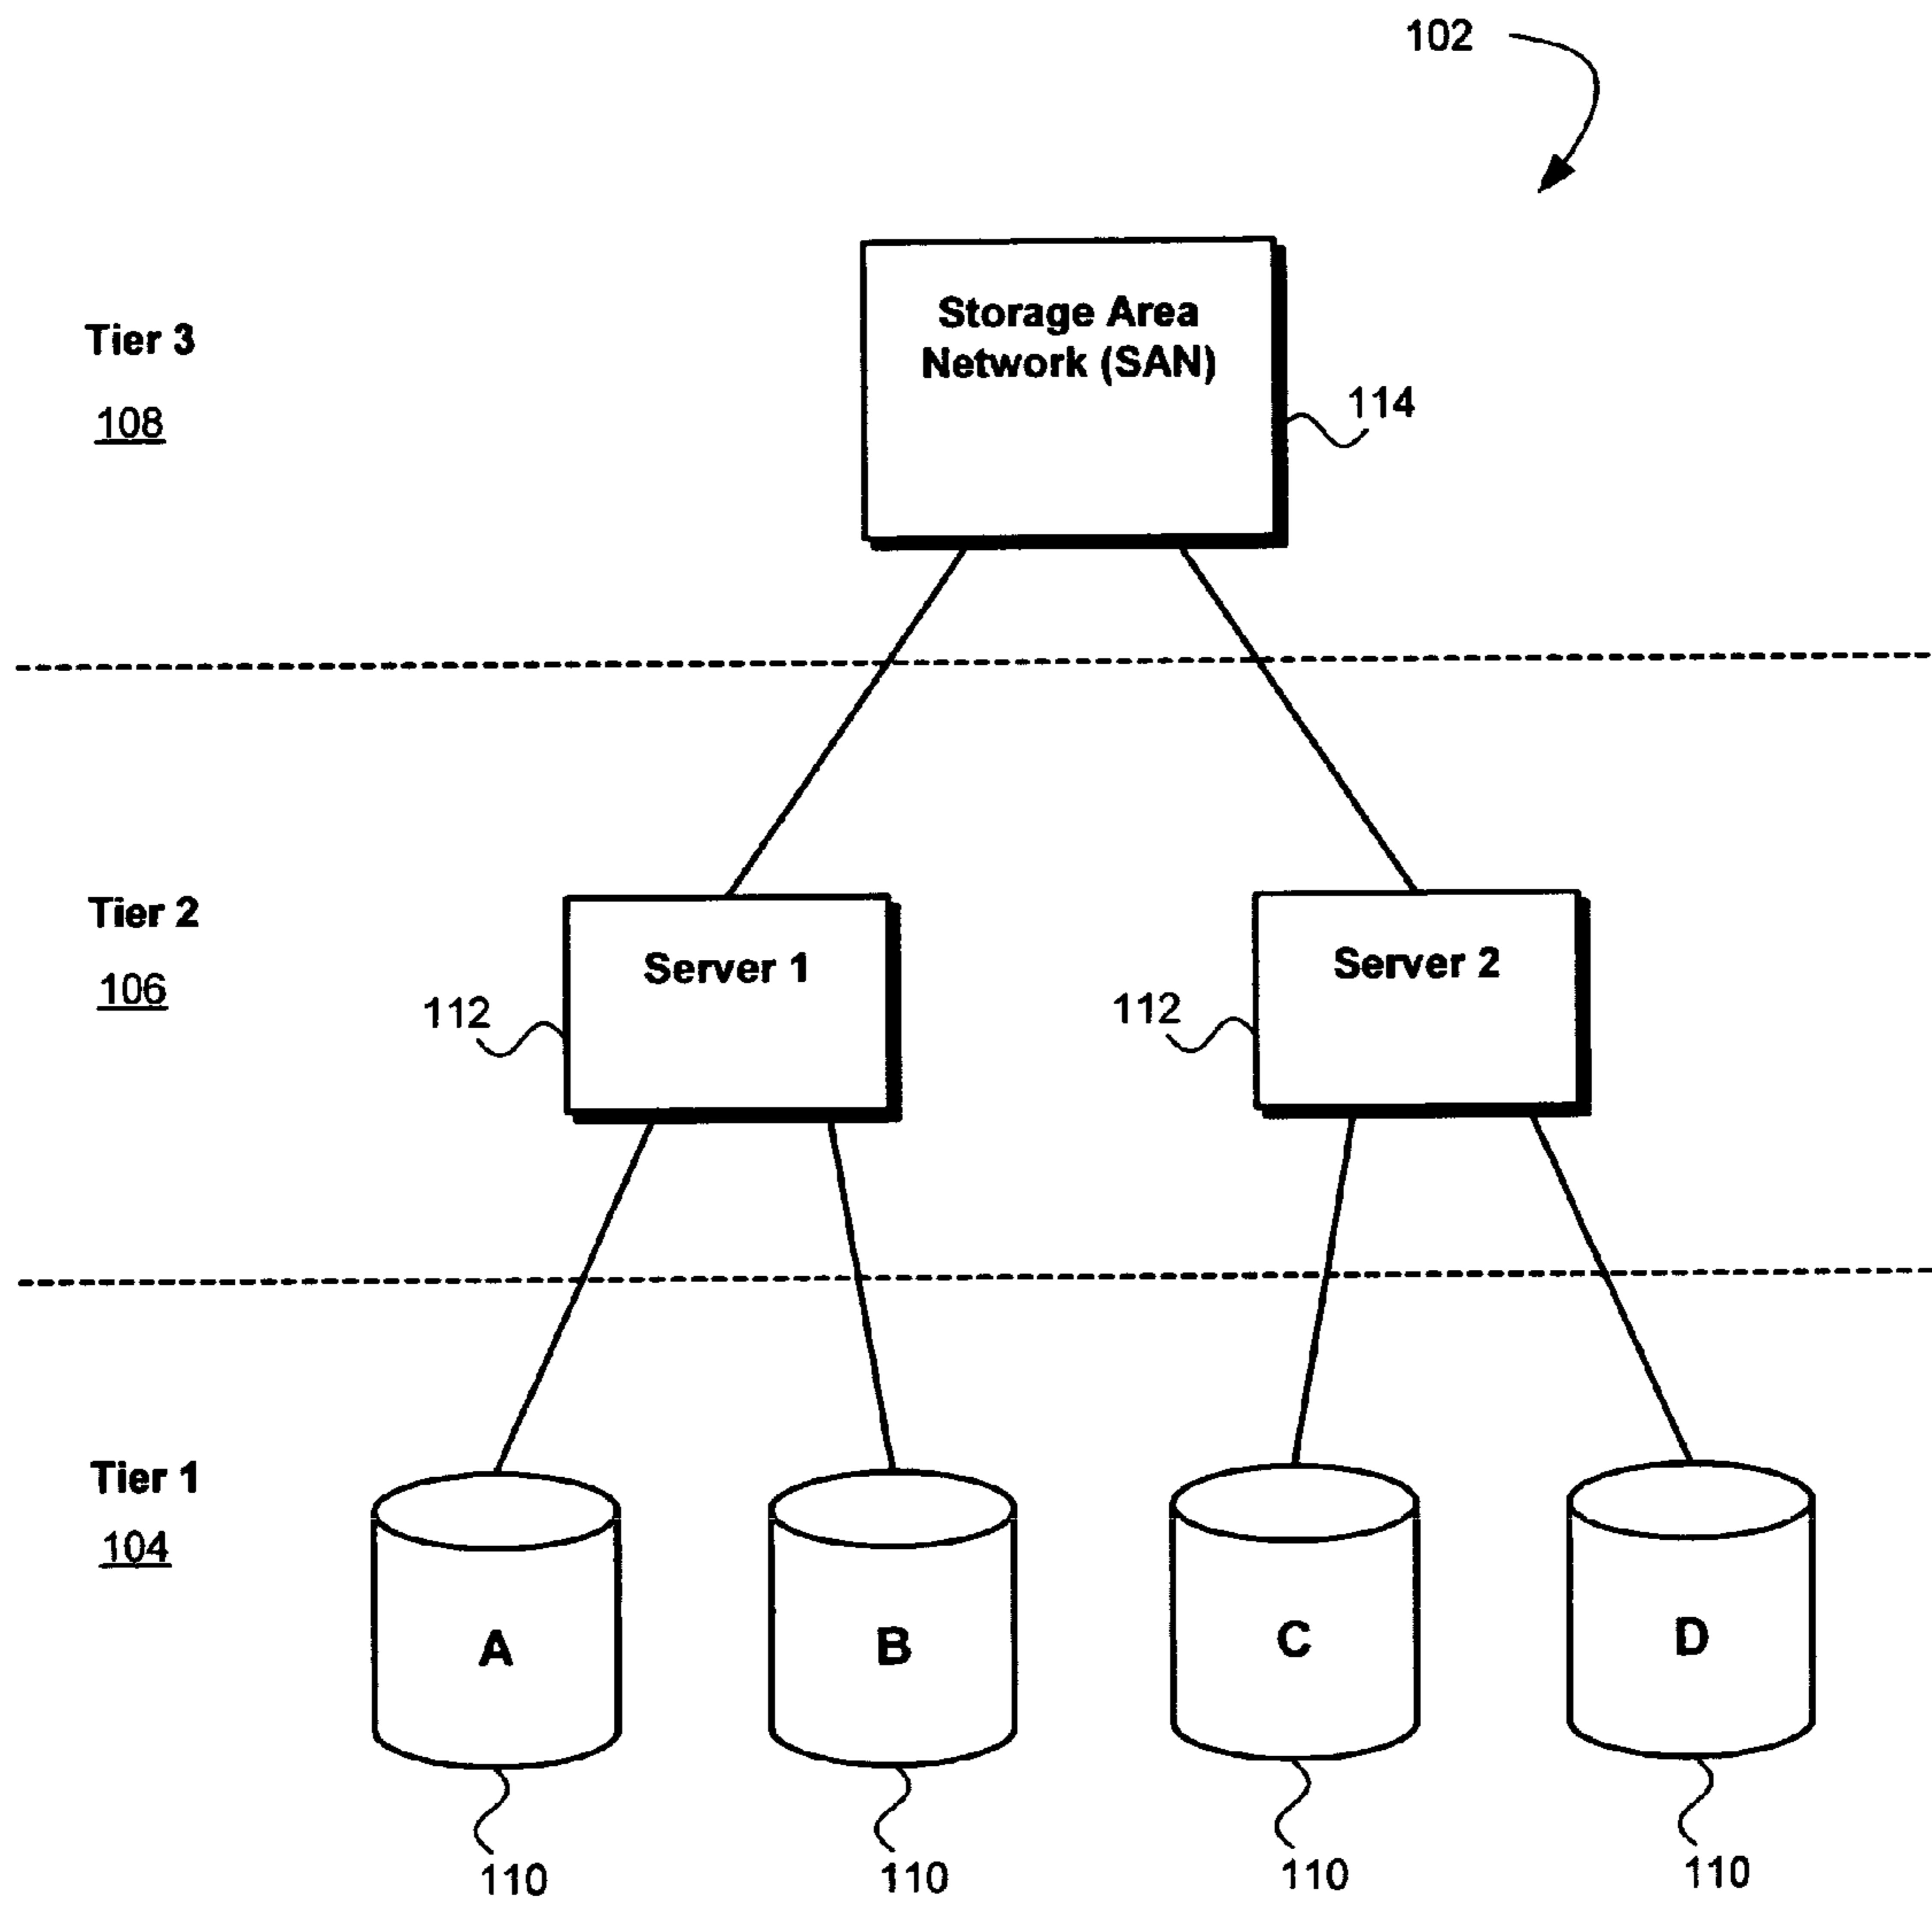 102
Storage Area
Network (SAN)
Tier 3
108
114
Tier 2
106
Server 1
112
Server 2
112
Tier 1
104
A
B
C
D
110
110
110
110